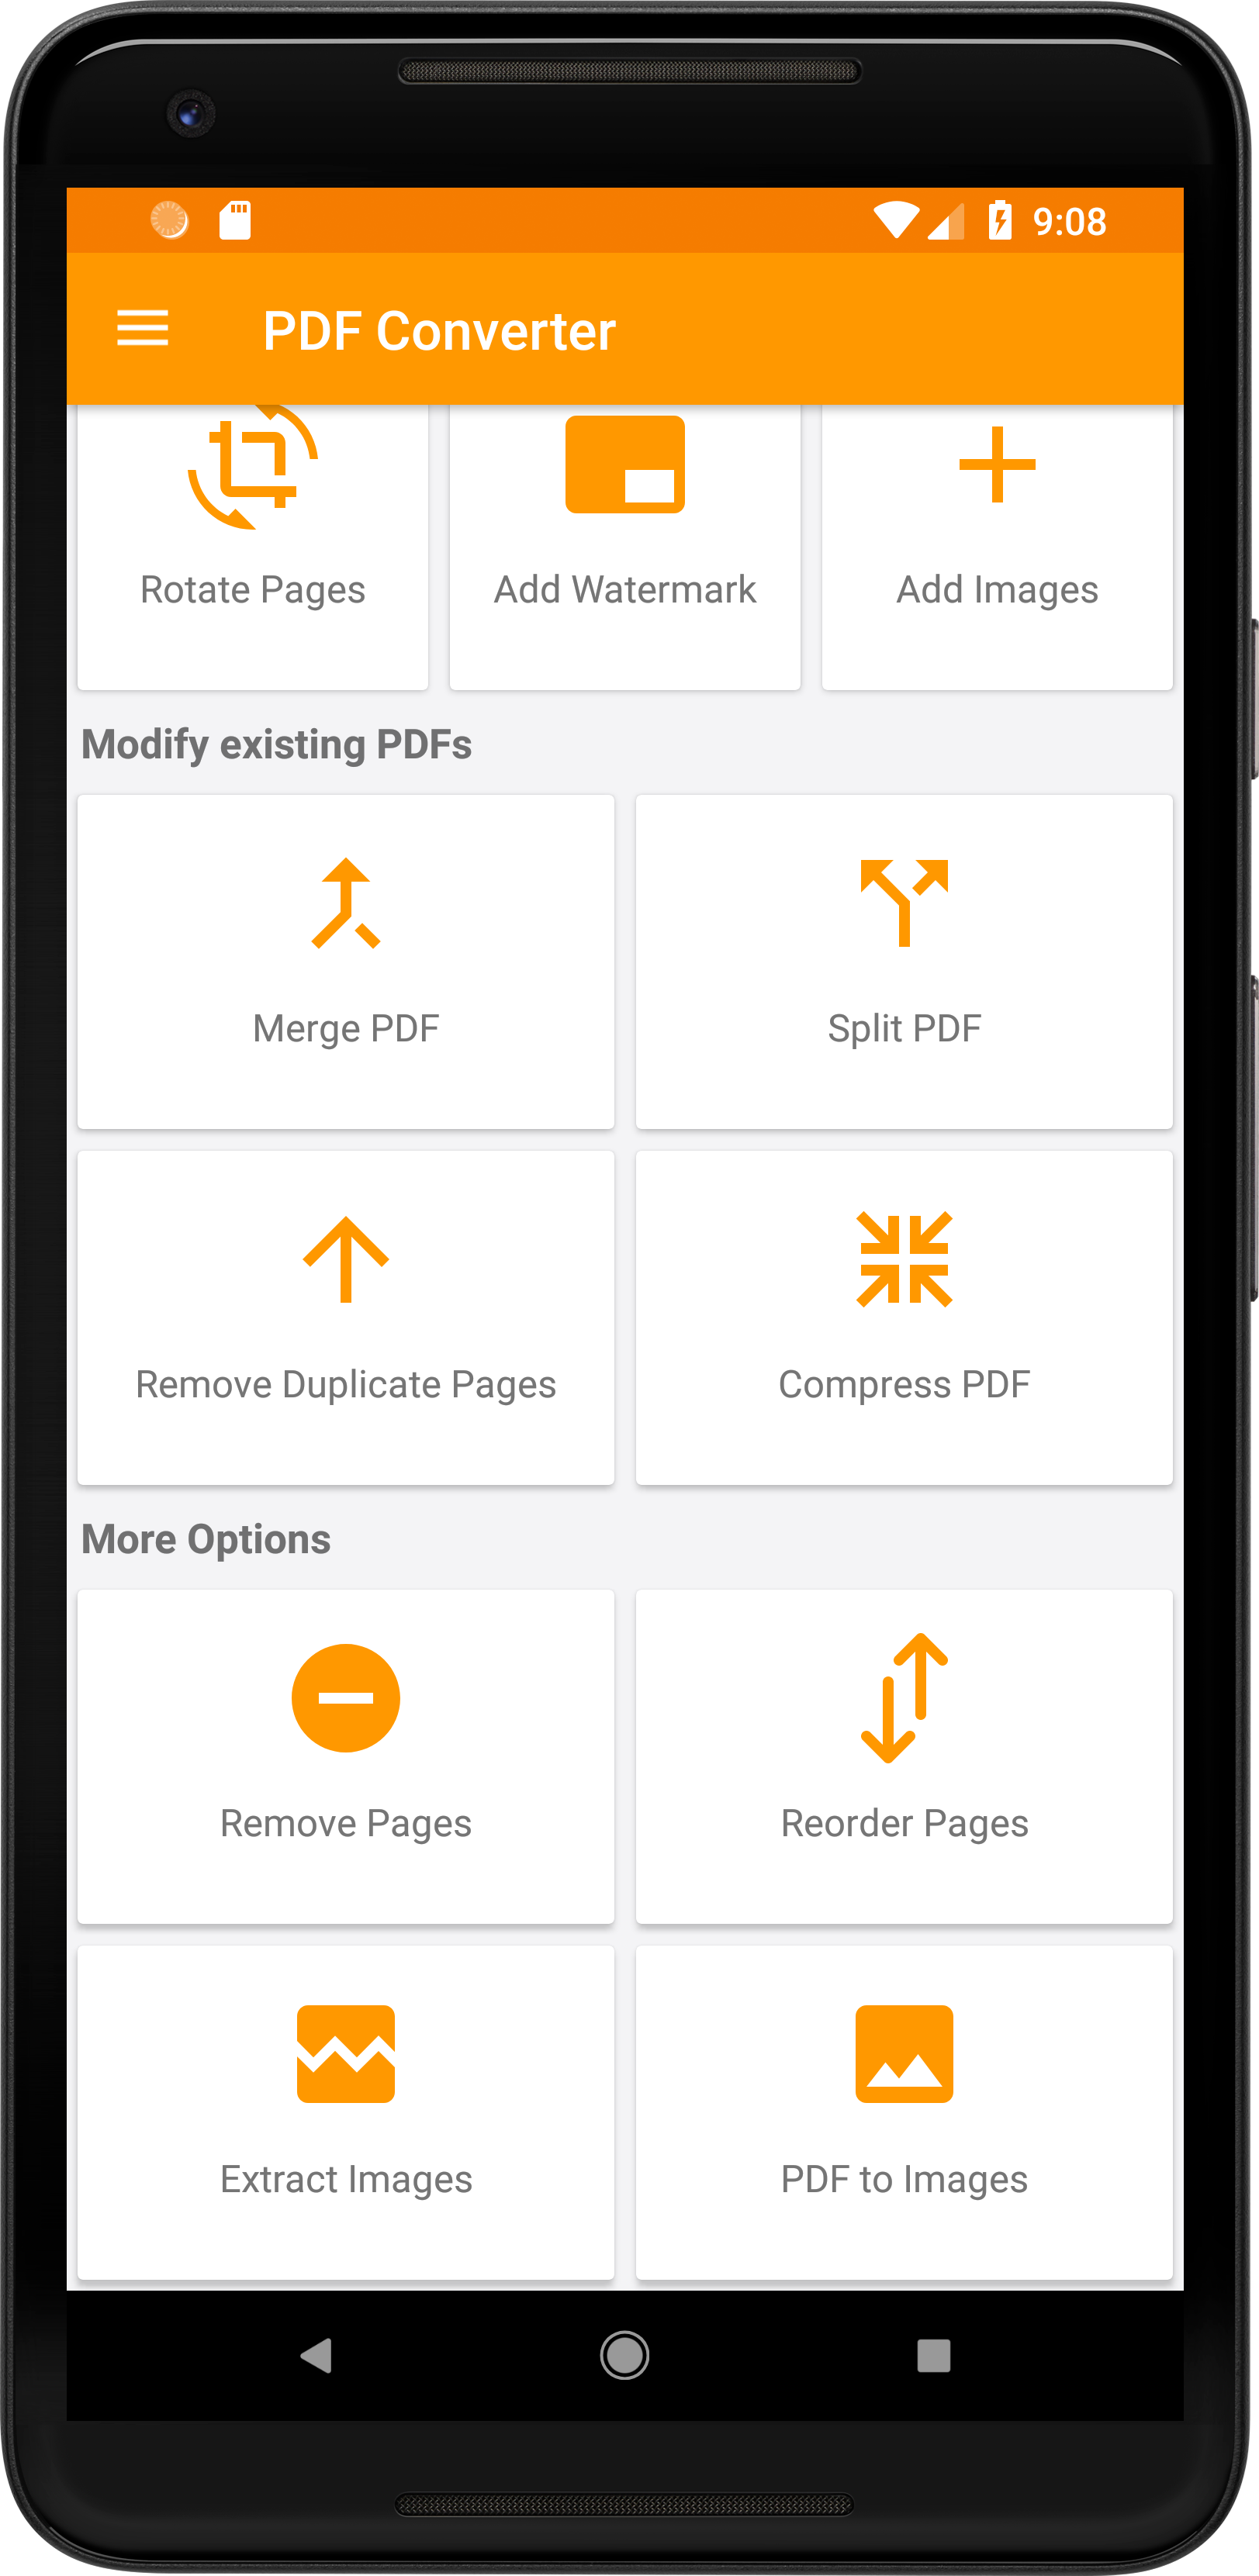 9:08
PDF Converter
Rotate Pages
Add Watermark
Add Images
Modify existing PDFs
Merge PDF
Split PDF
Remove Duplicate Pages
Compress PDF
More Options
Remove Pages
Reorder Pages
Extract Images
PDF to Images